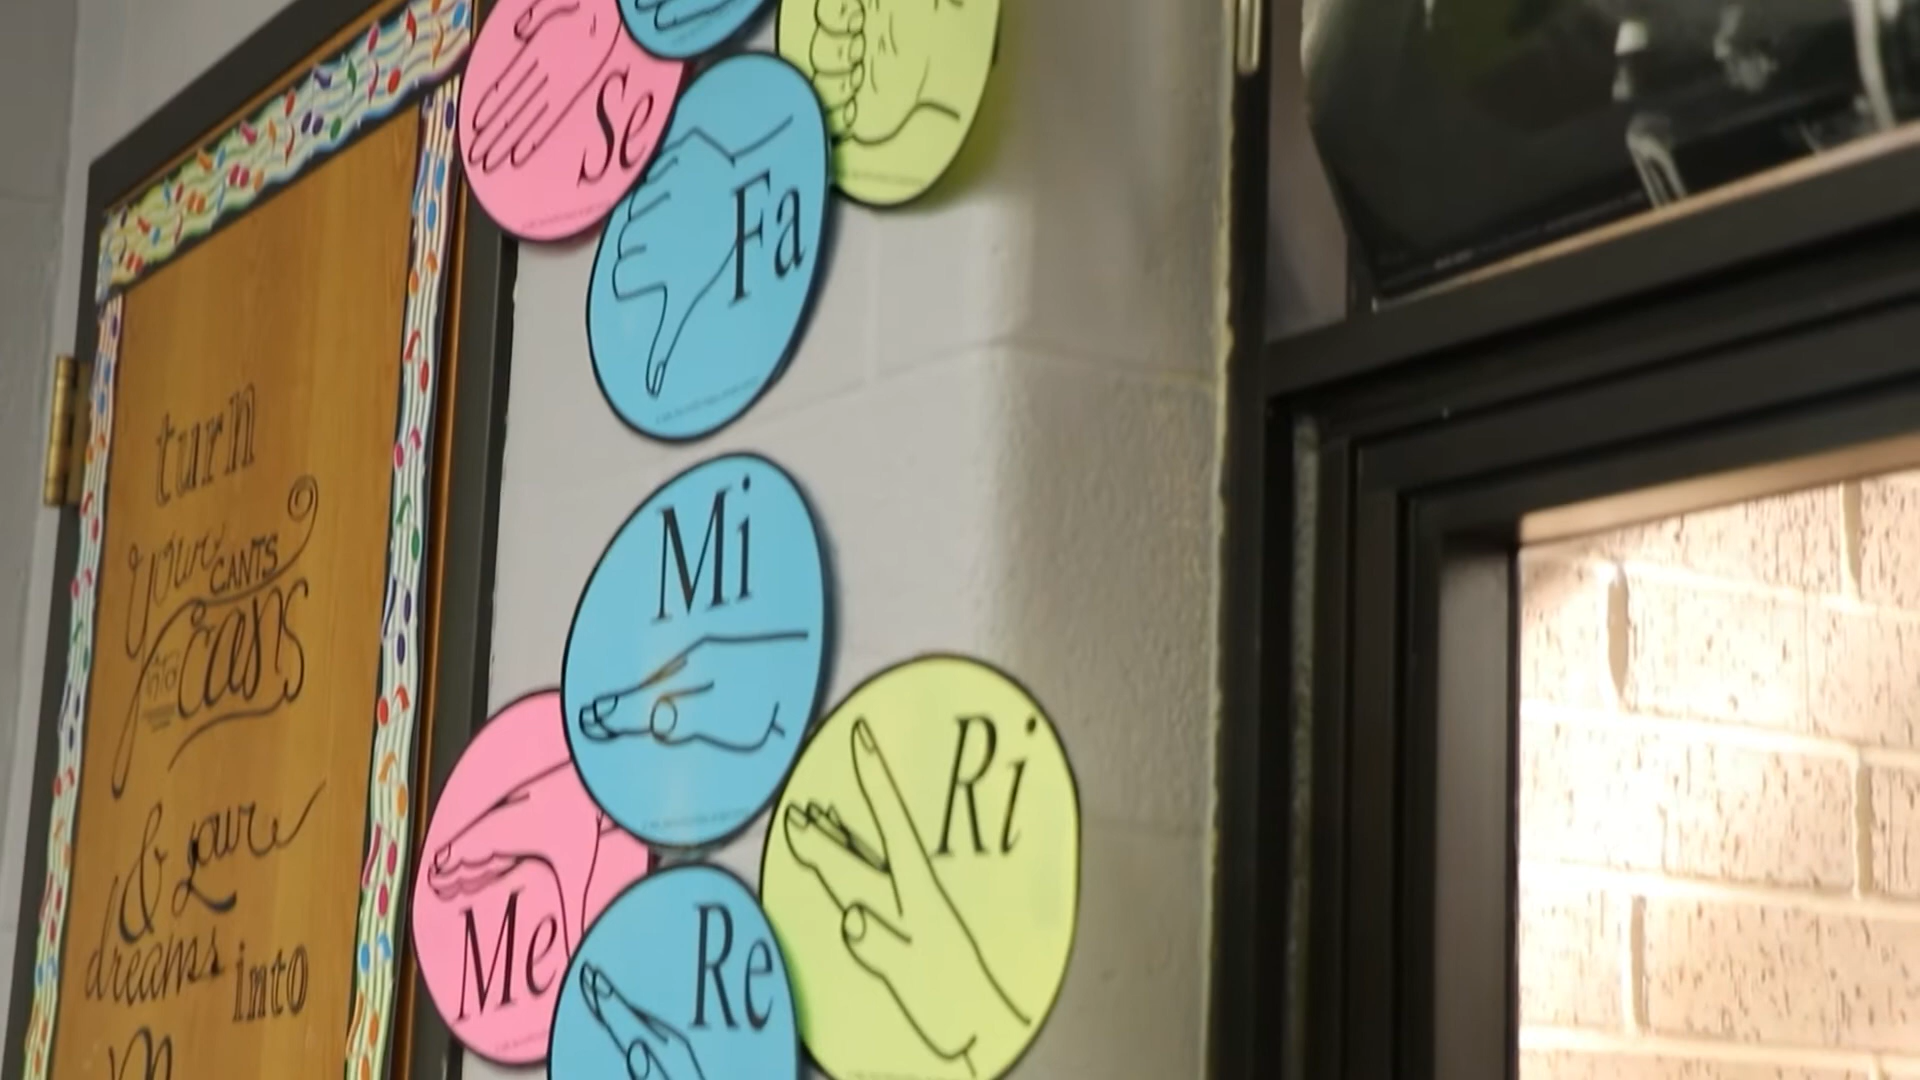 turn
your CANTS
into cans
& your
dreams into
Se
Fa
Mi
Ri
Me
Re